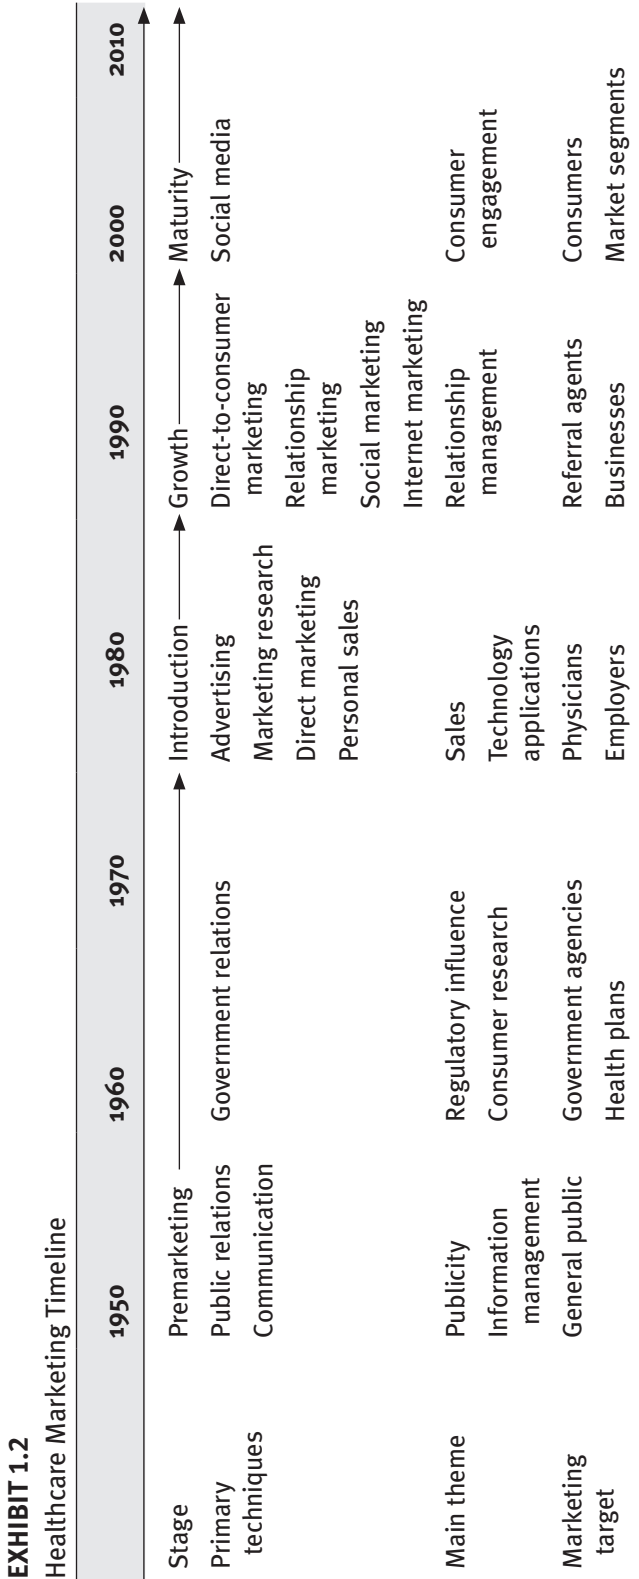 EXHIBIT 1.2
Healthcare Marketing Timeline
1950 1960 1970 1980 1990 2000 2010
Stage Premarketing Introduction Growth Maturity
Primary Public relations Government relations Advertising Direct-to-consumer Social media
techniques Communication Marketing research marketing
Direct marketing Relationship
Personal sales marketing
Social marketing
Internet marketing
Main theme Publicity Regulatory influence Sales Relationship Consumer
Information Consumer research Technology management engagement
management applications
Marketing General public Government agencies Physicians Referral agents Consumers
target Health plans Employers Businesses Market segments